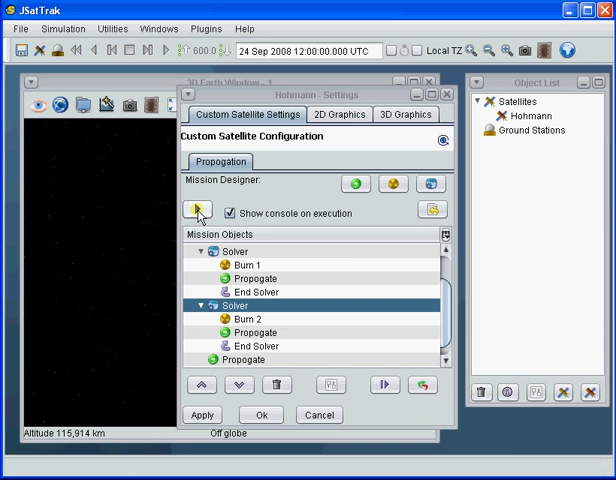 JSatTrak
File Simulation Utilities Windows Plugins Help
600.0 24 Sep 2008 12:00:00.000 UTC Local TZ
3D Earth Window - 1
Hohmann - Settings
Object List
Custom Satellite Settings 2D Graphics 3D Graphics
Satellites
Hohmann
Ground Stations
Custom Satellite Configuration
Propogation
Mission Designer:
Show console on execution
Mission Objects
Solver
Burn 1
Propogate
End Solver
Solver
Burn 2
Propogate
End Solver
Propogate
Apply Ok Cancel
Altitude 115,914 km Off globe